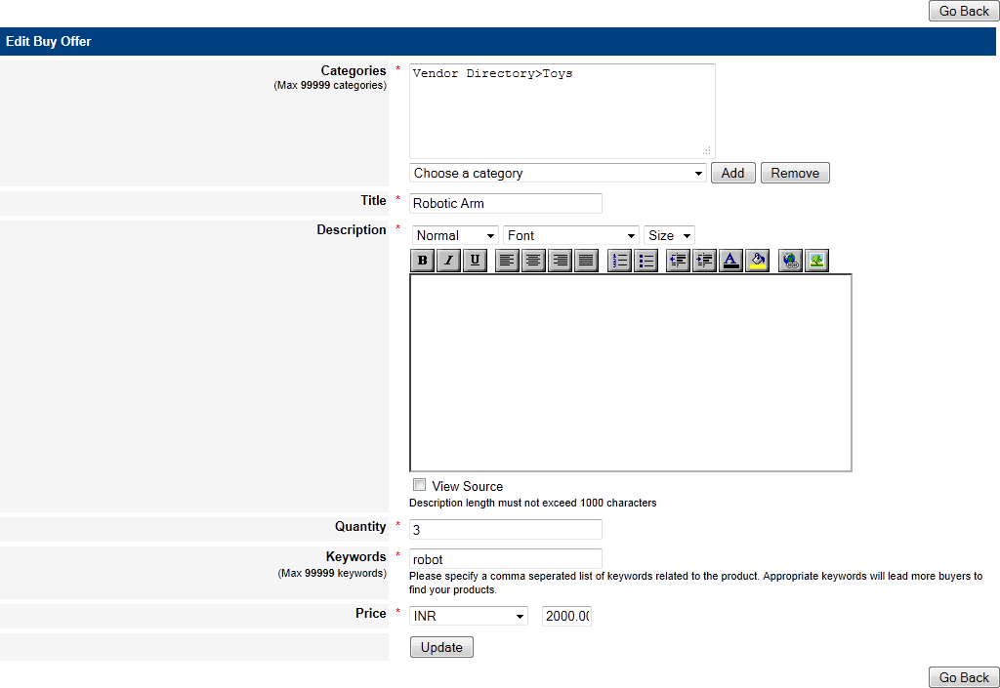 Go Back
Edit Buy Offer
Categories *
(Max 99999 categories)
Vendor Directory>Toys
Choose a category Add Remove
Title * Robotic Arm
Description *
Normal Font Size
B I U A
View Source
Description length must not exceed 1000 characters
Quantity * 3
Keywords * robot
(Max 99999 keywords)
Please specify a comma seperated list of keywords related to the product. Appropriate keywords will lead more buyers to
find your products.
Price * INR 2000.00
Update
Go Back